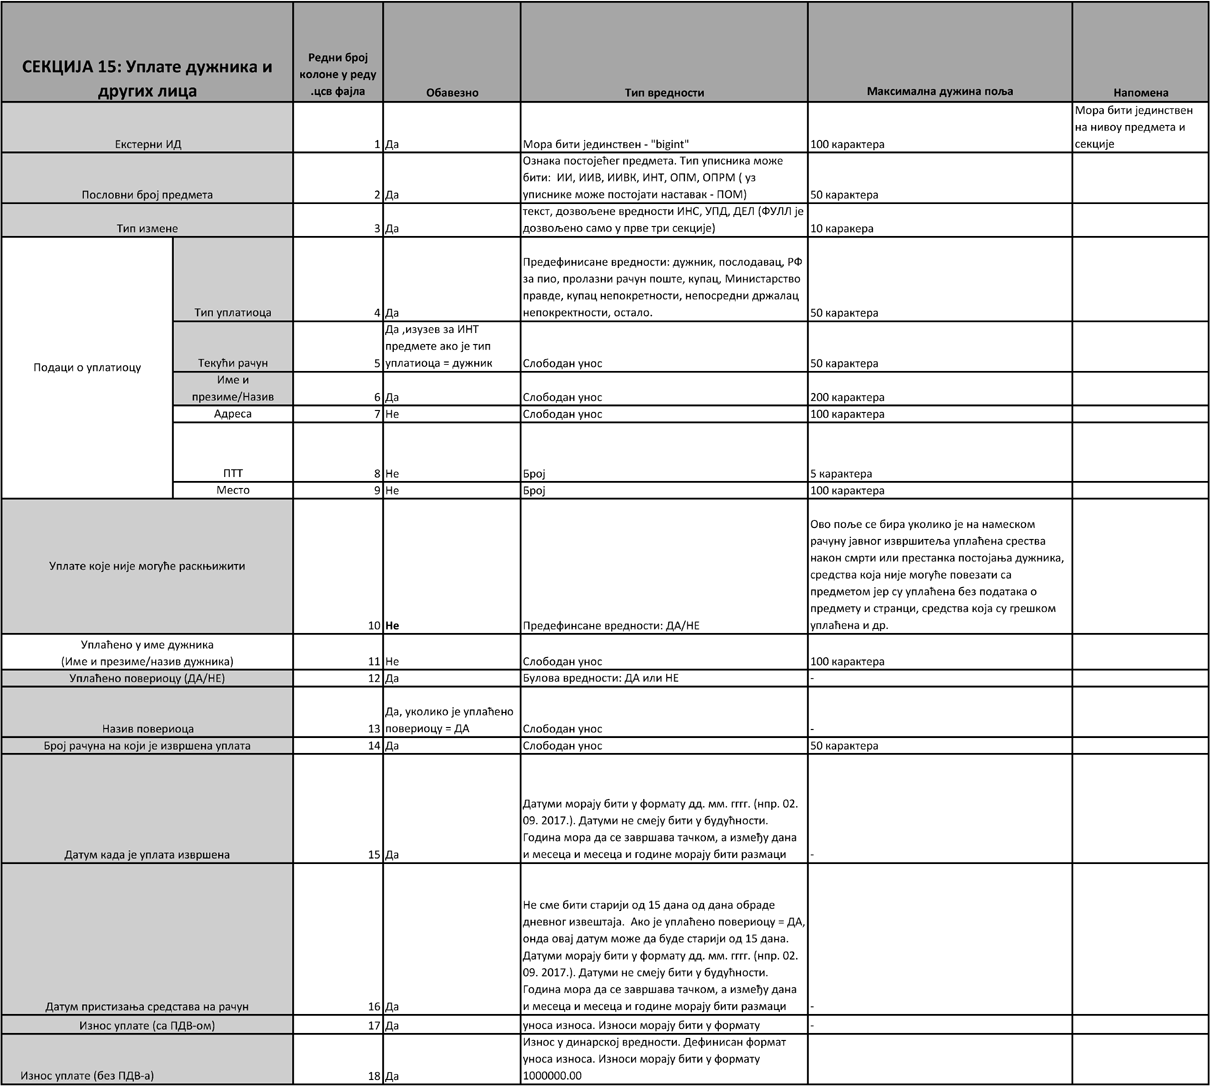 СЕКЦИЈА 15: Уплате дужника и
других лица
Редни број
колоне у реду
.цсв фајла
Обавезно
Тип вредности
Максимална дужина поља
Напомена
Екстерни ИД
1
Да
Мора бити јединствен - "bigint"
100 карактера
Мора бити јединствен
на нивоу предмета и
секције
Пословни број предмета
2
Да
Ознака постојећег предмета. Тип уписника може
бити:  ИИ, ИИВ, ИИВК, ИНТ, ОПМ, ОПРМ ( уз
уписнике може постојати наставак - ПОМ)
50 карактера
Тип измене
3
Да
текст, дозвољене вредности ИНС, УПД, ДЕЛ (ФУЛЛ је
дозвољено само у прве три секције)
10 каракера
Подаци о уплатиоцу
Тип уплатиоца
4
Да
Предефинисане вредности: дужник, послодавац, РФ
за пио, пролазни рачун поште, купац, Министарство
правде, купац непокретности, непосредни држалац
непокректности, остало.
50 карактера
Текући рачун
5
Да ,изузев за ИНТ
предмете ако је тип
уплатиоца = дужник
Слободан унос
50 карактера
Име и
презиме/Назив
6
Да
Слободан унос
200 карактера
Адреса
7
Не
Слободан унос
100 карактера
ПТТ
8
Не
Број
5 карактера
Место
9
Не
Број
100 карактера
Уплате које није могуће раскњижити
10
Не
Предефинсане вредности: ДА/НЕ
Ово поље се бира уколико је на намеском
рачуну јавног извршитеља уплаћена срества
након смрти или престанка постојања дужника,
средства која није могуће повезати са
предметом јер су уплаћена без података о
предмету и странци, средства која су грешком
уплаћена и др.
Уплаћено у име дужника
(Име и презиме/назив дужника)
11
Не
Слободан унос
100 карактера
Уплаћено повериоцу (ДА/НЕ)
12
Да
Булова вредности: ДА или НЕ
-
Назив повериоца
13
Да, уколико је уплаћено
повериоцу = ДА
Слободан унос
-
Број рачуна на који је извршена уплата
14
Да
Слободан унос
50 карактера
Датум када је уплата извршена
15
Да
Датуми морају бити у формату дд. мм. гггг. (нпр. 02.
09. 2017.). Датуми не смеју бити у будућности.
Година мора да се завршава тачком, а између дана
и месеца и месеца и године морају бити размаци
-
Датум пристизања средстава на рачун
16
Да
Не сме бити старији од 15 дана од дана обраде
дневног извештаја.  Ако је уплаћено повериоцу = ДА,
онда овај датум може да буде старији од 15 дана.
Датуми морају бити у формату дд. мм. гггг. (нпр. 02.
09. 2017.). Датуми не смеју бити у будућности.
Година мора да се завршава тачком, а између дана
и месеца и месеца и године морају бити размаци
-
Износ уплате (са ПДВ-ом)
17
Да
уноса износа. Износи морају бити у формату
-
Износ уплате (без ПДВ-а)
18
Да
Износ у динарској вредности. Дефинисан формат
уноса износа. Износи морају бити у формату
1000000.00